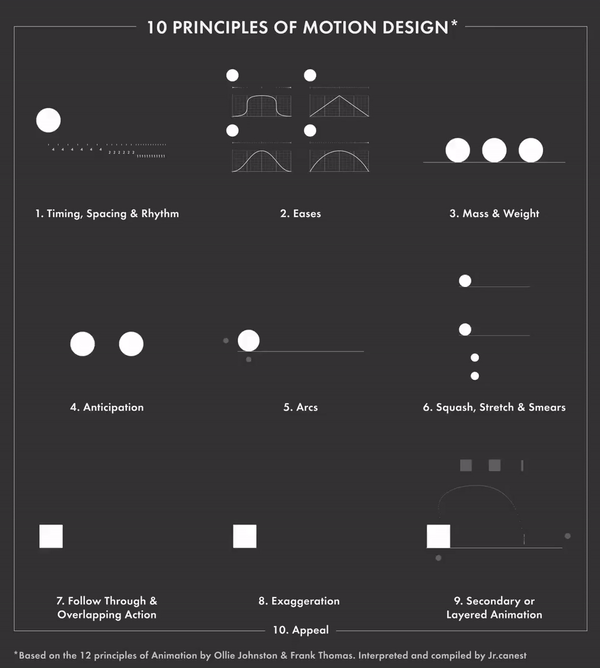 10 PRINCIPLES OF MOTION DESIGN*
1. Timing, Spacing & Rhythm
2. Eases
3. Mass & Weight
4. Anticipation
5. Arcs
6. Squash, Stretch & Smears
7. Follow Through &
Overlapping Action
8. Exaggeration
9. Secondary or
Layered Animation
10. Appeal
*Based on the 12 principles of Animation by Ollie Johnston & Frank Thomas. Interpreted and compiled by Jr.canest